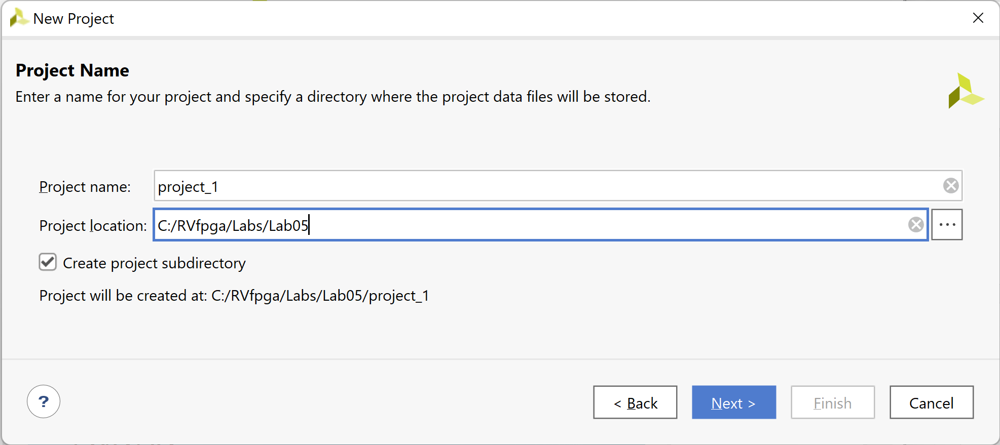 New Project
Project Name
Enter a name for your project and specify a directory where the project data files will be stored.
Project name: project_1
Project location: C:/RVfpga/Labs/Lab05 ...
Create project subdirectory
Project will be created at: C:/RVfpga/Labs/Lab05/project_1
? < Back Next > Finish Cancel